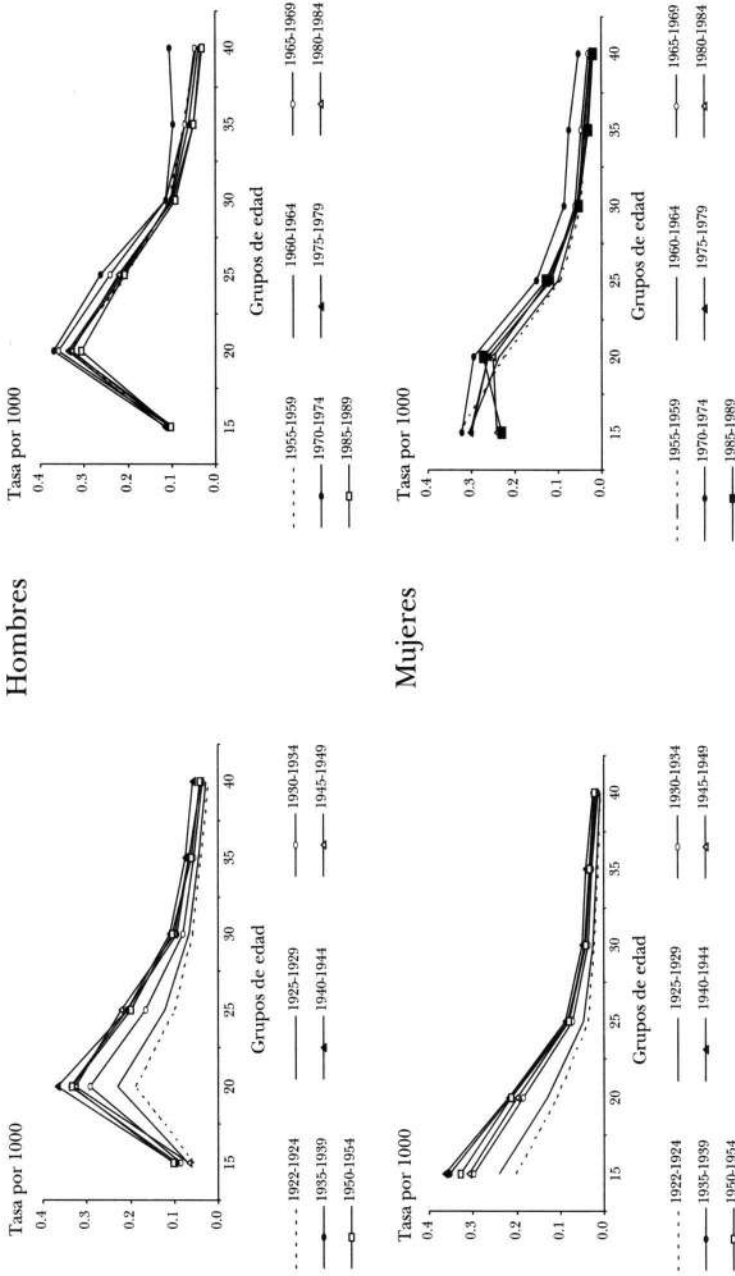 Hombres
Tasa por 1000
0.4
0.3
0.2
0.1
0.0
15 20 25 30 35 40
Grupos de edad
1922-1924 1925-1929 1930-1934
1935-1939 1940-1944 1945-1949
1950-1954
Tasa por 1000
0.4
0.3
0.2
0.1
0.0
15 20 25 30 35 40
Grupos de edad
1955-1959 1960-1964 1965-1969
1970-1974 1975-1979 1980-1984
1985-1989
Mujeres
Tasa por 1000
0.4
0.3
0.2
0.1
0.0
15 20 25 30 35 40
Grupos de edad
1922-1924 1925-1929 1930-1934
1935-1939 1940-1944 1945-1949
1950-1954
Tasa por 1000
0.4
0.3
0.2
0.1
0.0
15 20 25 30 35 40
Grupos de edad
1955-1959 1960-1964 1965-1969
1970-1974 1975-1979 1980-1984
1985-1989